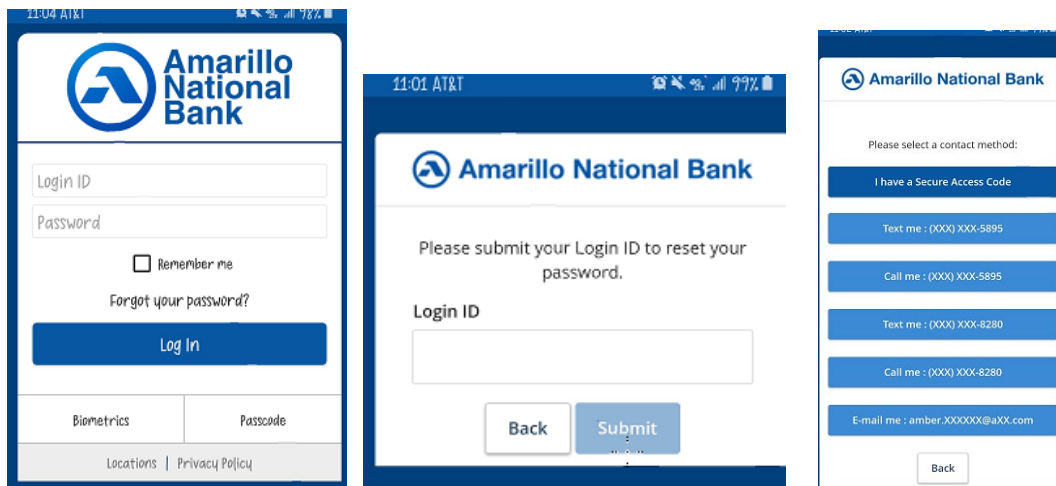 11:04 AT&T 98%
Amarillo
National
Bank
Login ID
Password
Remember me
Forgot your password?
Log In
Biometrics Passcode
Locations | Privacy Policy
11:01 AT&T 99%
Amarillo National Bank
Please submit your Login ID to reset your
password.
Login ID
Back Submit
Amarillo National Bank
Please select a contact method:
I have a Secure Access Code
Text me : (XXX) XXX-5895
Call me : (XXX) XXX-5895
Text me : (XXX) XXX-8280
Call me : (XXX) XXX-8280
E-mail me : amber.XXXXXX@aXX.com
Back